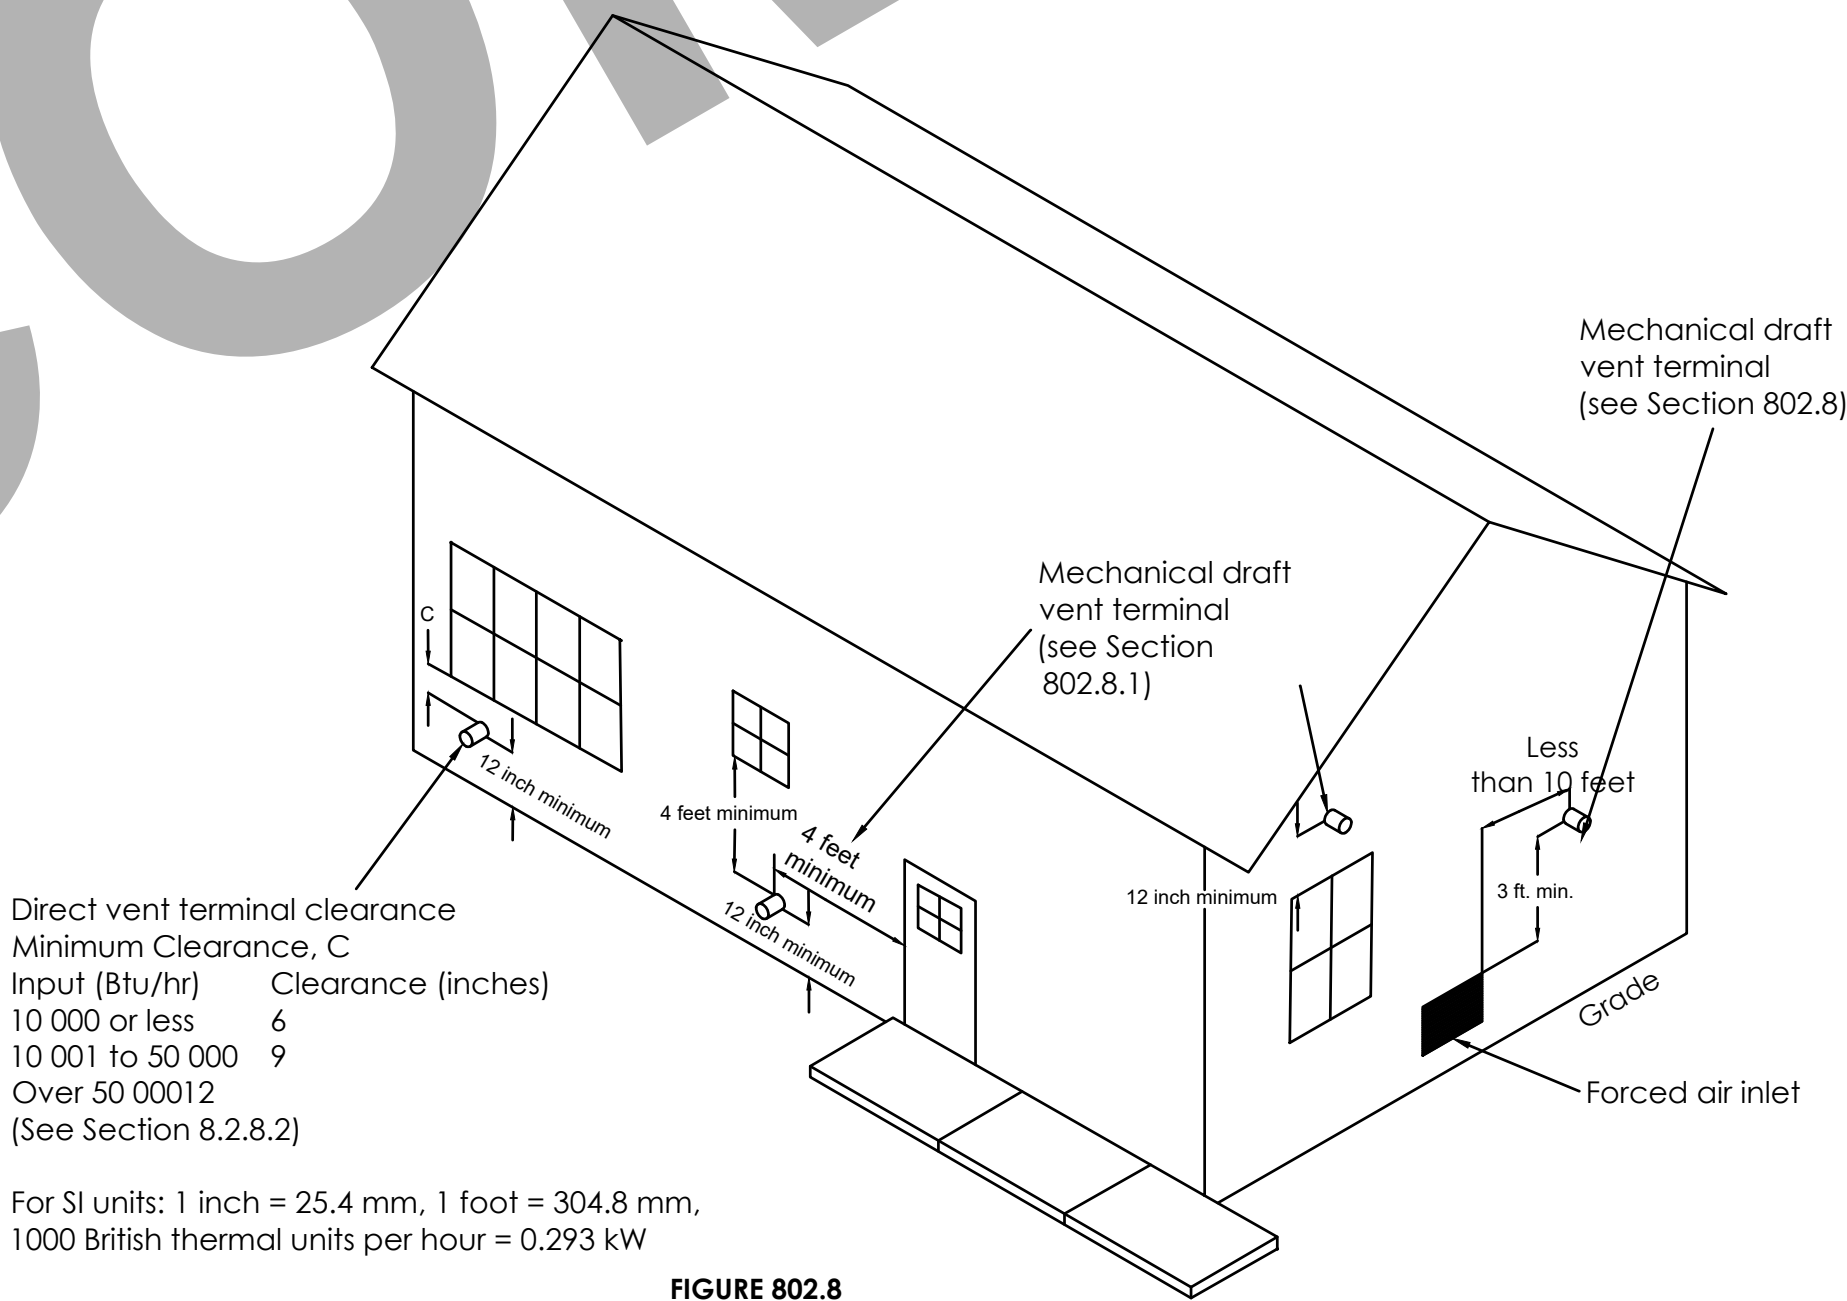 Mechanical draft
vent terminal
(see Section 802.8)
Mechanical draft
vent terminal
(see Section
802.8.1)
C
12 inch minimum
4 feet minimum
4 feet
minimum
12 inch minimum
12 inch minimum
Less
than 10 feet
3 ft. min.
Grade
Forced air inlet
Direct vent terminal clearance
Minimum Clearance, C
Input (Btu/hr) Clearance (inches)
10 000 or less 6
10 001 to 50 000 9
Over 50 00012
(See Section 8.2.8.2)
For SI units: 1 inch = 25.4 mm, 1 foot = 304.8 mm,
1000 British thermal units per hour = 0.293 kW
FIGURE 802.8